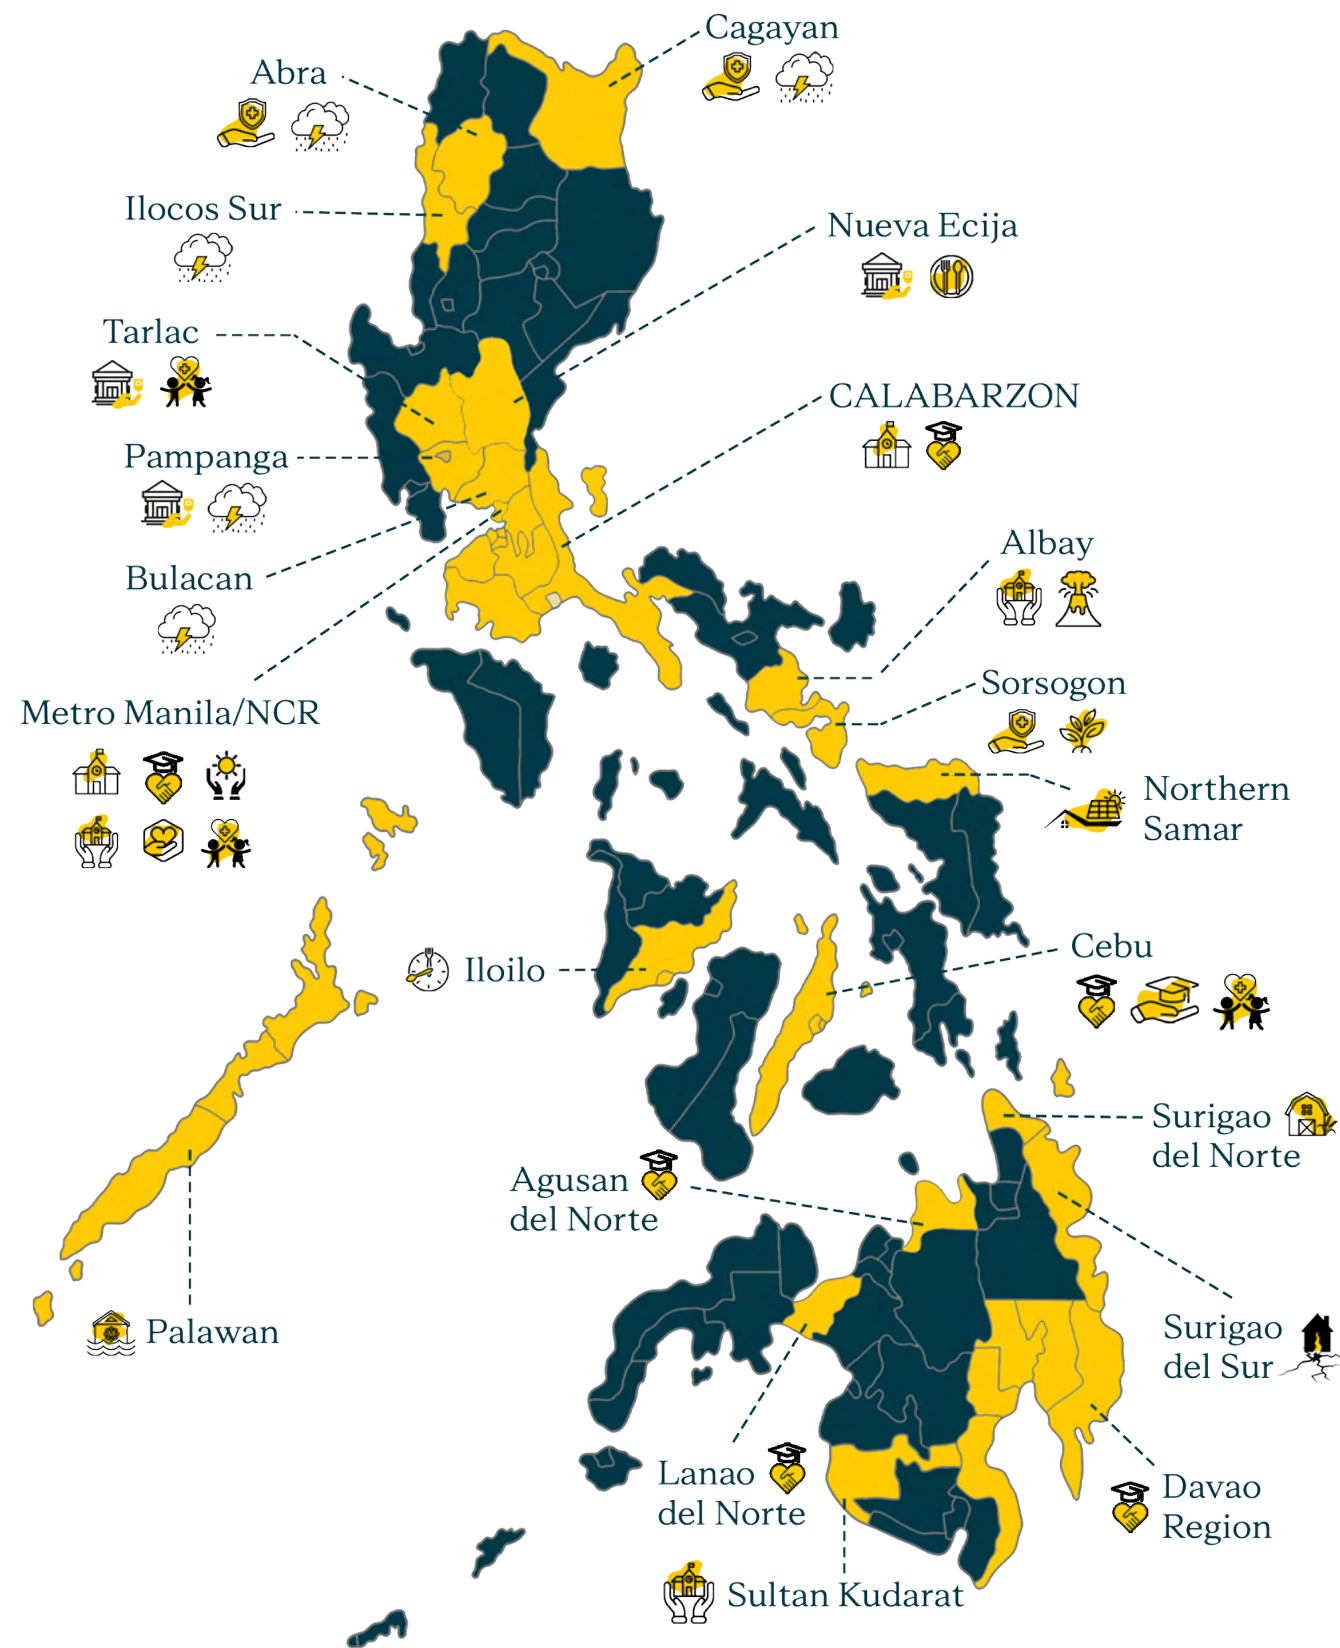 Cagayan
Abra
Ilocos Sur
Nueva Ecija
Tarlac
CALABARZON
Pampanga
Albay
Bulacan
Sorsogon
Metro Manila/NCR
Northern
Samar
Cebu
Iloilo
Surigao
del Norte
Agusan
del Norte
Palawan
Surigao
del Sur
Lanao
del Norte
Davao
Region
Sultan Kudarat